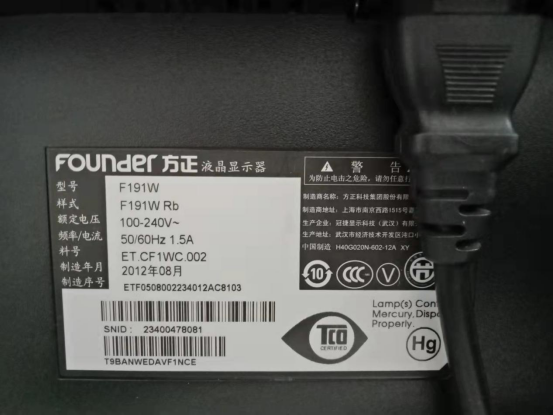 FOUNDER 方正 液晶显示器
型号 F191W
样式 F191W Rb
额定电压 100-240V~
频率/电流 50/60Hz 1.5A
料号 ET.CF1WC.002
制造年月 2012年08月
制造序号 ETF0508002234012AC8103
SNID : 23400478081
T9BANWEDAVF1NCE
警 告
为防止电击之危险，请勿任意打
制造商名称: 方正科技集团股份有限
制造商地址: 上海市南京西路1515号
生产企业: 冠捷显示科技（武汉）有限
生产地址: 武汉市经济技术开发区
中国制造 H40G020N-602-12A XY
10
CCC
V
TCO
CERTIFIED
Lamp(s) Con
Mercury, Disp
Properly.
Hg